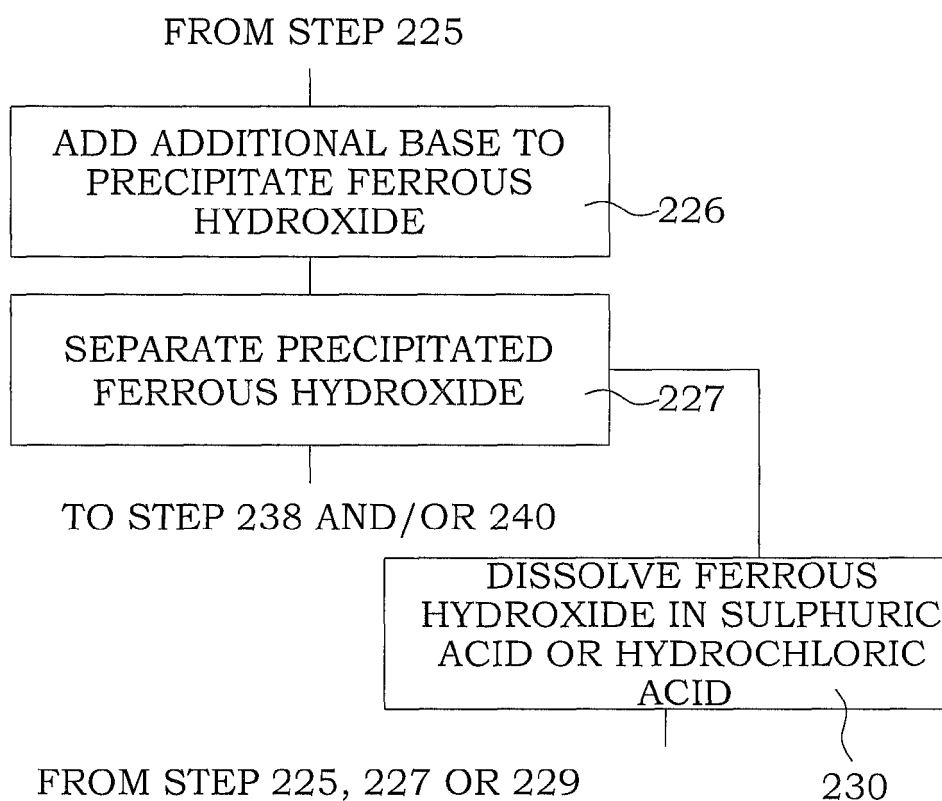 FROM STEP 225
ADD ADDITIONAL BASE TO
PRECIPITATE FERROUS
HYDROXIDE
226
SEPARATE PRECIPITATED
FERROUS HYDROXIDE
227
TO STEP 238 AND/OR 240
DISSOLVE FERROUS
HYDROXIDE IN SULPHURIC
ACID OR HYDROCHLORIC
ACID
230
FROM STEP 225, 227 OR 229